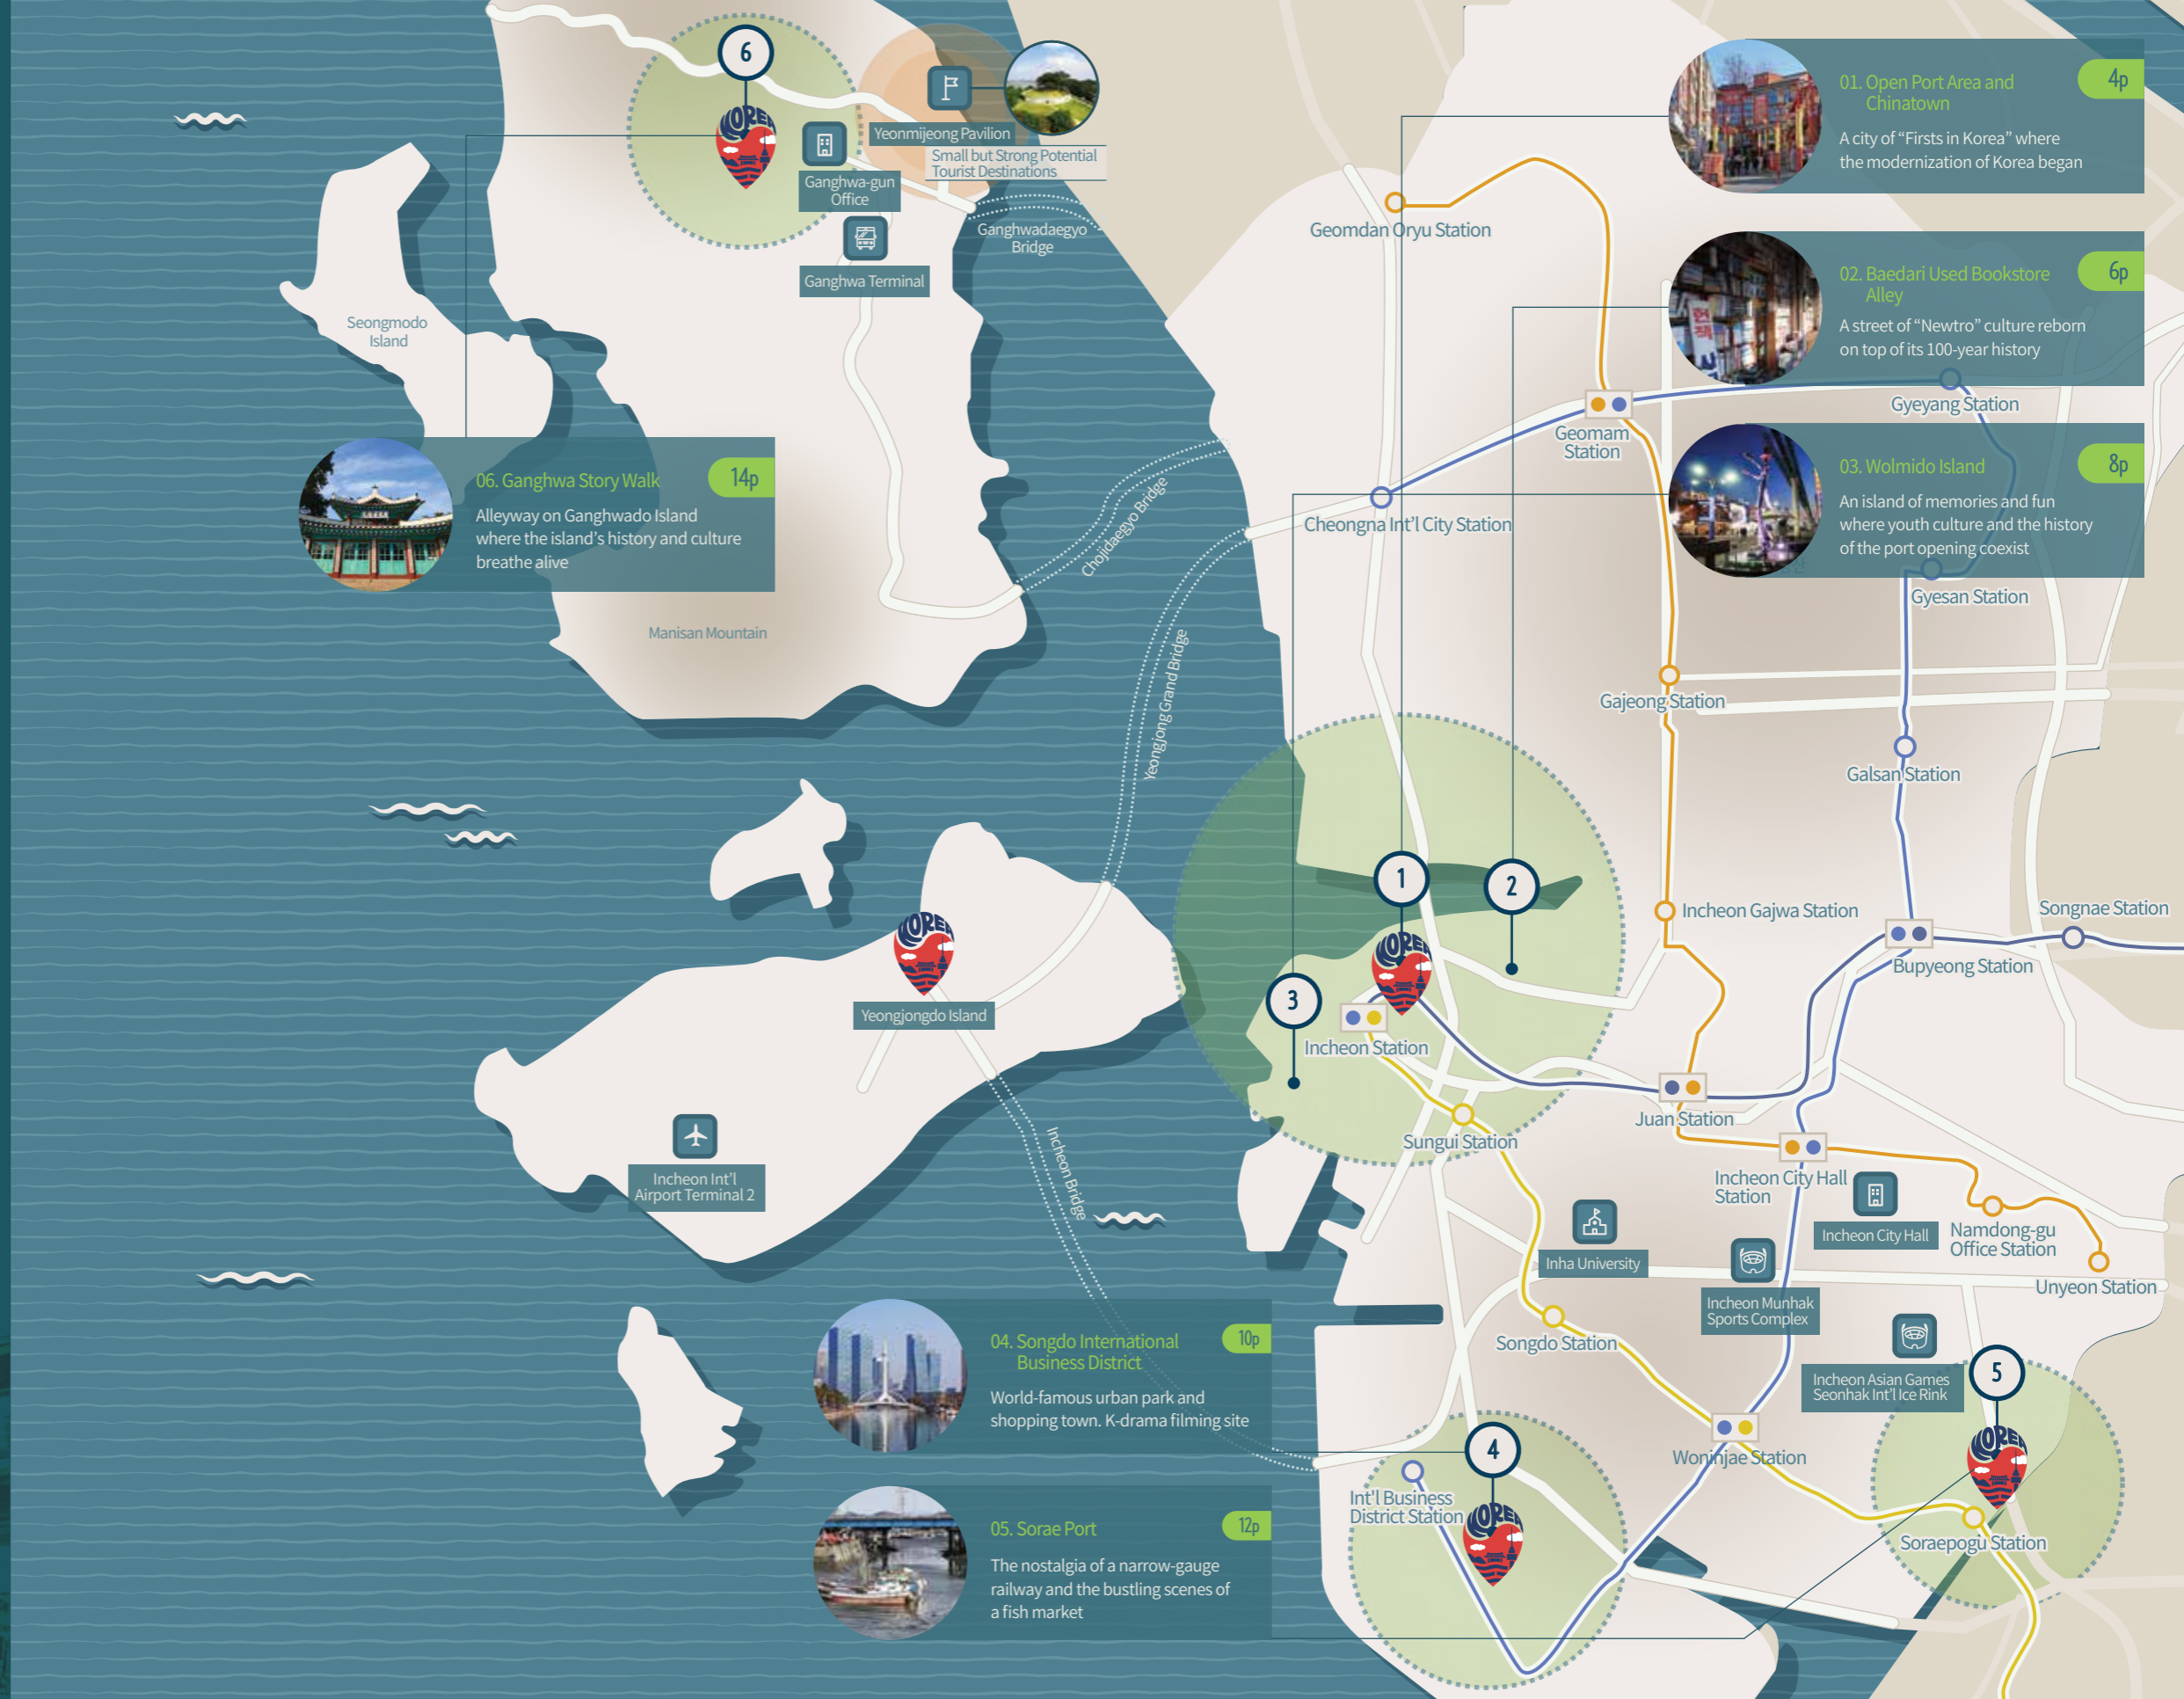 6
KOREA
Yeonmijeong Pavilion
Small but Strong Potential
Tourist Destinations
Ganghwa-gun
Office
Ganghwadaegyo
Bridge
Ganghwa Terminal
Seongmodo
Island
06. Ganghwa Story Walk
14p
Alleyway on Ganghwado Island
where the island's history and culture
breathe alive
Manisan Mountain
Chojidaegyo Bridge
Yeongjong Grand Bridge
01. Open Port Area and
Chinatown
4p
A city of “Firsts in Korea” where
the modernization of Korea began
Geomdan Oryu Station
02. Baedari Used Bookstore
Alley
6p
A street of “Newtro” culture reborn
on top of its 100-year history
Gyeyang Station
Geomam
Station
03. Wolmido Island
8p
An island of memories and fun
where youth culture and the history
of the port opening coexist
Cheongna Int'l City Station
Gyesan Station
Gajeong Station
Galsan Station
1
2
KOREA
3
Incheon Gajwa Station
Songnae Station
Bupyeong Station
KOREA
Yeongjongdo Island
Incheon Station
Juan Station
Sungui Station
Incheon Int'l
Airport Terminal 2
Incheon Bridge
Incheon City Hall
Station
Incheon City Hall
Namdong-gu
Office Station
Inha University
Unyeon Station
Incheon Munhak
Sports Complex
Songdo Station
Incheon Asian Games
Seonhak Int'l Ice Rink
5
KOREA
04. Songdo International
Business District
10p
World-famous urban park and
shopping town. K-drama filming site
4
KOREA
Woninjae Station
Int'l Business
District Station
Soraepogu Station
05. Sorae Port
12p
The nostalgia of a narrow-gauge
railway and the bustling scenes of
a fish market